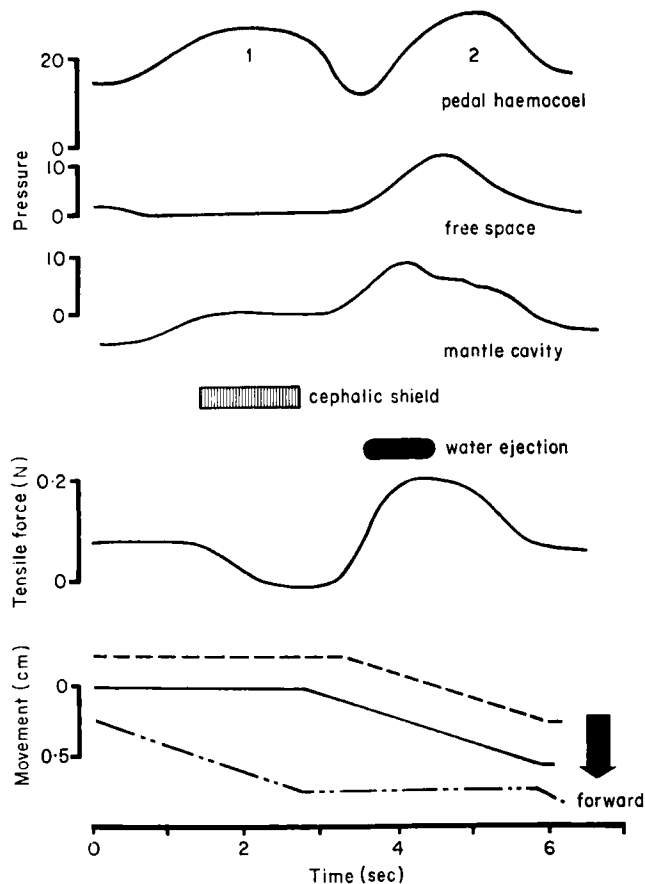 1
2
20
pedal haemocoel
0
Pressure
10
0
free space
10
0
mantle cavity
cephalic shield
water ejection
0·2
Tensile force (N)
0
Movement (cm)
0
0·5
forward
0 2 4 6
Time (sec)